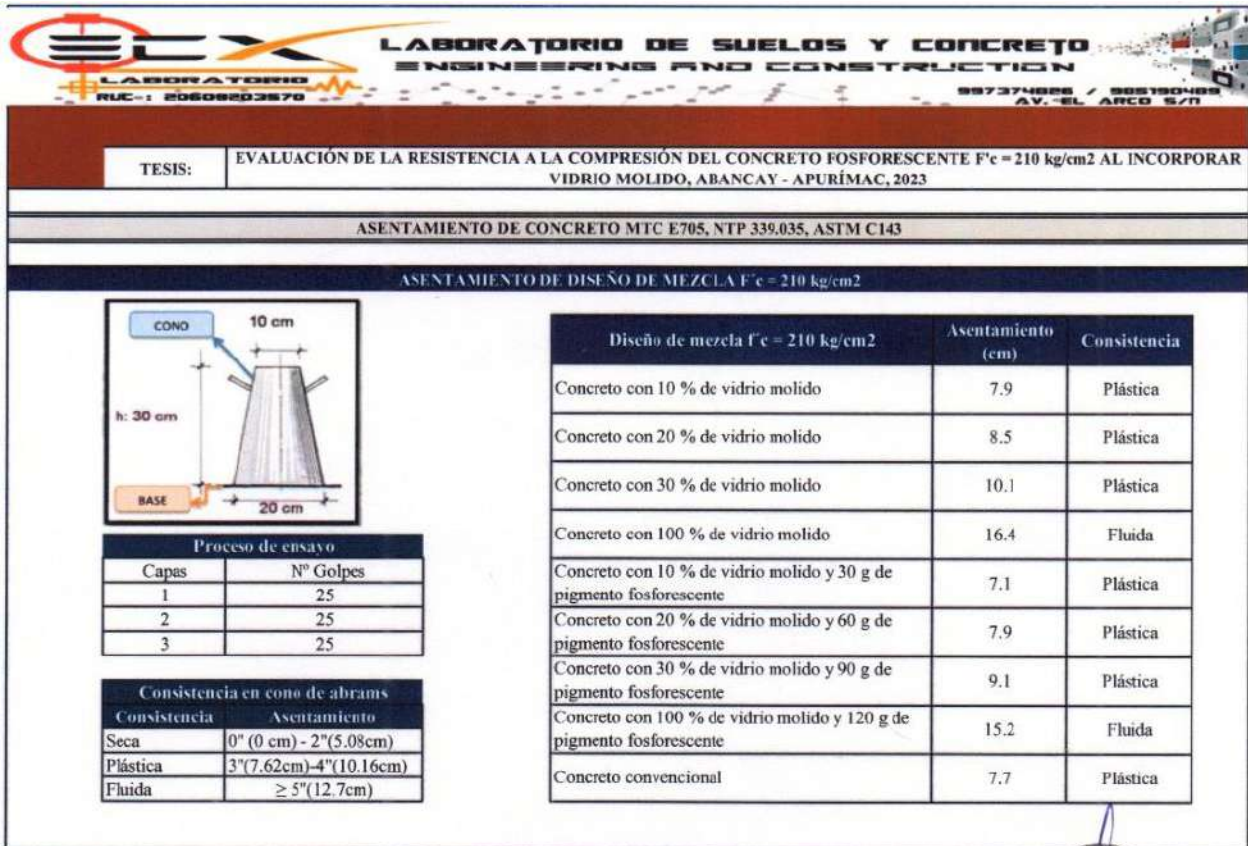 ECX
LABORATORIO
RUC-: 20609203570
LABORATORIO DE SUELOS Y CONCRETO
ENGINEERING AND CONSTRUCTION
997374826 / 985190489
AV. EL ARCO S/N
TESIS:
EVALUACIÓN DE LA RESISTENCIA A LA COMPRESIÓN DEL CONCRETO FOSFORESCENTE F'c = 210 kg/cm2 AL INCORPORAR
VIDRIO MOLIDO, ABANCAY - APURÍMAC, 2023
ASENTAMIENTO DE CONCRETO MTC E705, NTP 339.035, ASTM C143
ASENTAMIENTO DE DISEÑO DE MEZCLA F´c = 210 kg/cm2
CONO
10 cm
h: 30 cm
BASE
20 cm
Proceso de ensayo
Capas N° Golpes
1 25
2 25
3 25
Consistencia en cono de abrams
Consistencia Asentamiento
Seca 0" (0 cm) - 2"(5.08cm)
Plástica 3"(7.62cm)-4"(10.16cm)
Fluida ≥ 5"(12.7cm)
Diseño de mezcla f´c = 210 kg/cm2 Asentamiento (cm) Consistencia
Concreto con 10 % de vidrio molido 7.9 Plástica
Concreto con 20 % de vidrio molido 8.5 Plástica
Concreto con 30 % de vidrio molido 10.1 Plástica
Concreto con 100 % de vidrio molido 16.4 Fluida
Concreto con 10 % de vidrio molido y 30 g de
pigmento fosforescente 7.1 Plástica
Concreto con 20 % de vidrio molido y 60 g de
pigmento fosforescente 7.9 Plástica
Concreto con 30 % de vidrio molido y 90 g de
pigmento fosforescente 9.1 Plástica
Concreto con 100 % de vidrio molido y 120 g de
pigmento fosforescente 15.2 Fluida
Concreto convencional 7.7 Plástica